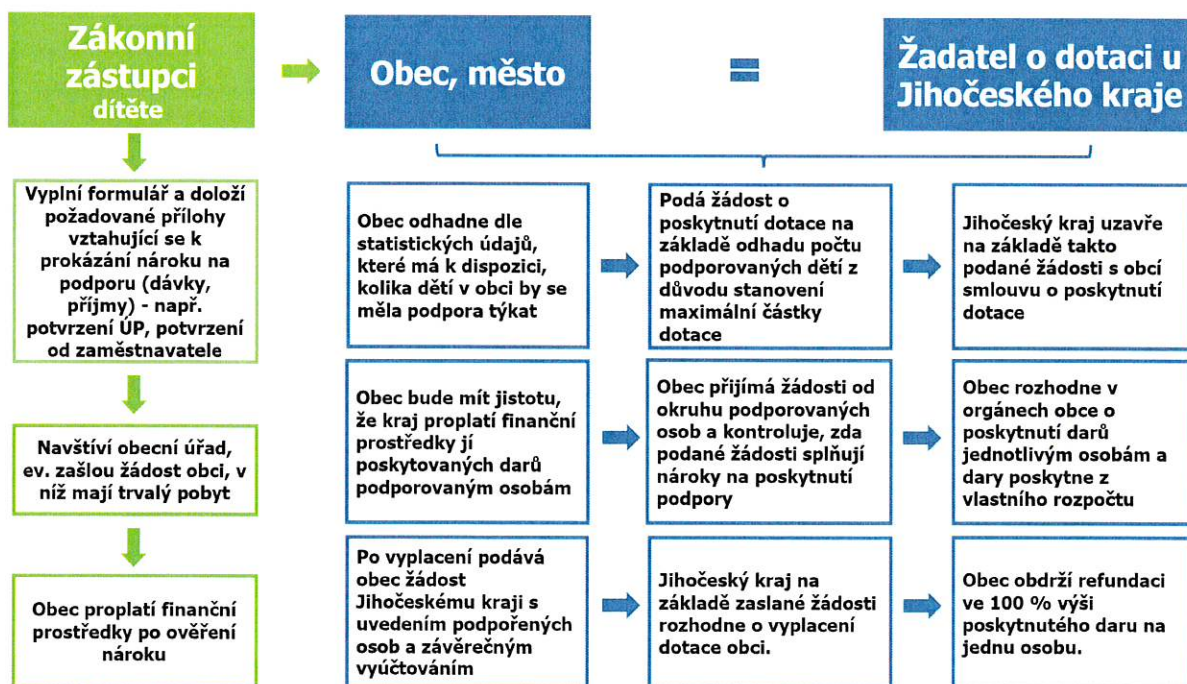 Zákonní
zástupci
dítěte
Obec, město
=
Žadatel o dotaci u
Jihočeského kraje
Vyplní formulář a doloží
požadované přílohy
vztahující se k
prokázání nároku na
podporu (dávky,
příjmy) - např.
potvrzení ÚP, potvrzení
od zaměstnavatele
Navštíví obecní úřad,
ev. zašlou žádost obci, v
níž mají trvalý pobyt
Obec proplatí finanční
prostředky po ověření
nároku
Obec odhadne dle
statistických údajů,
které má k dispozici,
kolika dětí v obci by se
měla podpora týkat
Podá žádost o
poskytnutí dotace na
základě odhadu počtu
podporovaných dětí z
důvodu stanovení
maximální částky
dotace
Jihočeský kraj uzavře
na základě takto
podané žádosti s obcí
smlouvu o poskytnutí
dotace
Obec bude mít jistotu,
že kraj proplatí finanční
prostředky jí
poskytovaných darů
podporovaným osobám
Obec přijímá žádosti od
okruhu podporovaných
osob a kontroluje, zda
podané žádosti splňují
nároky na poskytnutí
podpory
Obec rozhodne v
orgánech obce o
poskytnutí darů
jednotlivým osobám a
dary poskytne z
vlastního rozpočtu
Po vyplacení podává
obec žádost
Jihočeskému kraji s
uvedením podpořených
osob a závěrečným
vyúčtováním
Jihočeský kraj na
základě zaslané žádosti
rozhodne o vyplacení
dotace obci.
Obec obdrží refundaci
ve 100 % výši
poskytnutého daru na
jednu osobu.